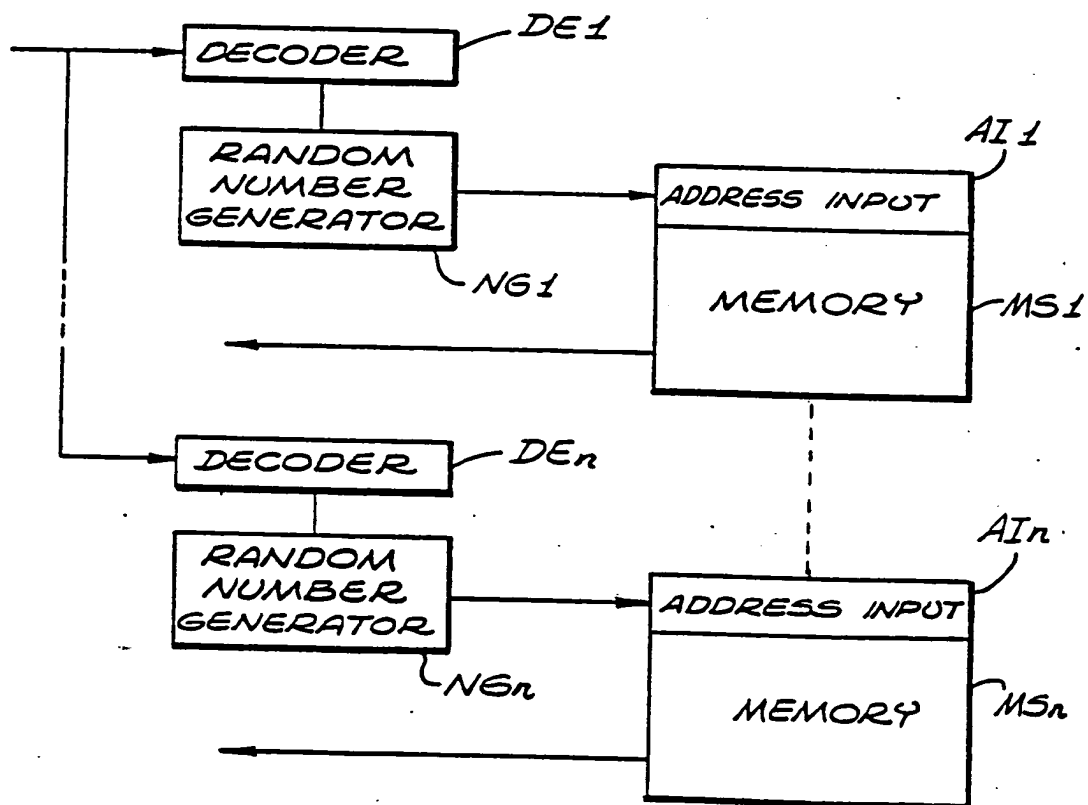 DECODER
DE1
RANDOM
NUMBER
GENERATOR
NG1
AI1
ADDRESS INPUT
MEMORY
MS1
DECODER
DEn
RANDOM
NUMBER
GENERATOR
NGn
AIn
ADDRESS INPUT
MEMORY
MSn